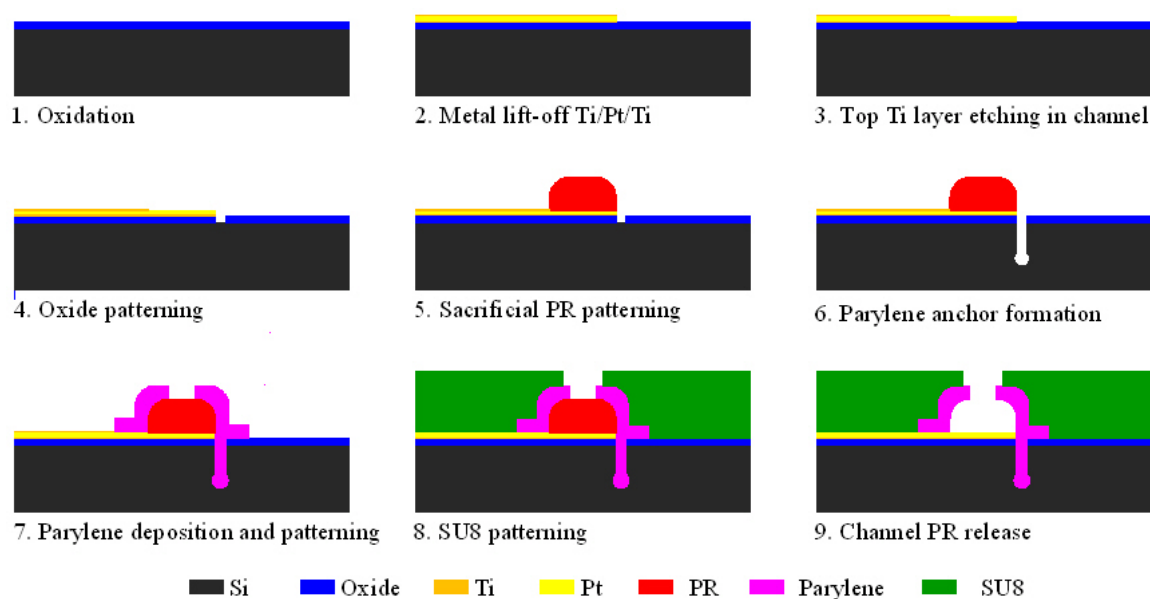 1. Oxidation
2. Metal lift-off Ti/Pt/Ti
3. Top Ti layer etching in channel
4. Oxide patterning
5. Sacrificial PR patterning
6. Parylene anchor formation
7. Parylene deposition and patterning
8. SU8 patterning
9. Channel PR release
Si Oxide Ti Pt PR Parylene SU8